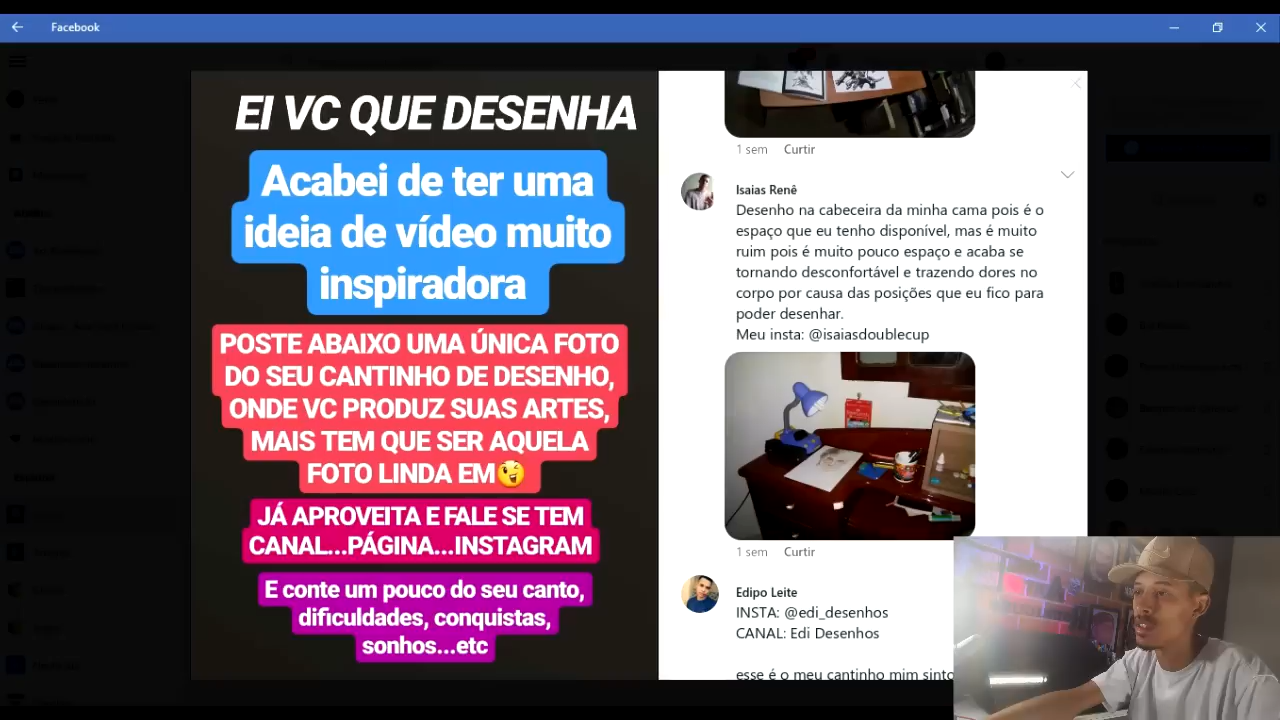 Facebook
EI VC QUE DESENHA
Acabei de ter uma
ideia de vídeo muito
inspiradora
POSTE ABAIXO UMA ÚNICA FOTO
DO SEU CANTINHO DE DESENHO,
ONDE VC PRODUZ SUAS ARTES,
MAIS TEM QUE SER AQUELA
FOTO LINDA EM😉
JÁ APROVEITA E FALE SE TEM
CANAL...PÁGINA...INSTAGRAM
E conte um pouco do seu canto,
dificuldades, conquistas,
sonhos...etc
1 sem Curtir
Isaias Renê
Desenho na cabeceira da minha cama pois é o
espaço que eu tenho disponível, mas é muito
ruim pois é muito pouco espaço e acaba se
tornando desconfortável e trazendo dores no
corpo por causa das posições que eu fico para
poder desenhar.
Meu insta: @isaiasdoublecup
1 sem Curtir
Edipo Leite
INSTA: @edi_desenhos
CANAL: Edi Desenhos
esse é o meu cantinho mim sinto